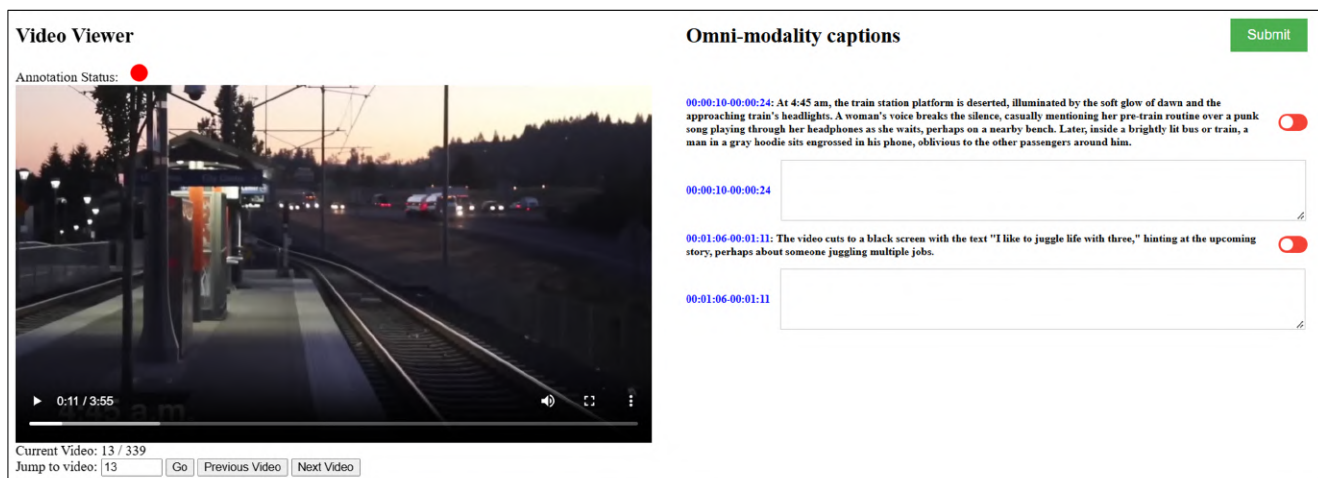 Video Viewer
Annotation Status:
4:45 a.m.
0:11 / 3:55
Current Video: 13 / 339
Jump to video: 13 Go Previous Video Next Video
Omni-modality captions
Submit
00:00:10-00:00:24: At 4:45 am, the train station platform is deserted, illuminated by the soft glow of dawn and the
approaching train's headlights. A woman's voice breaks the silence, casually mentioning her pre-train routine over a punk
song playing through her headphones as she waits, perhaps on a nearby bench. Later, inside a brightly lit bus or train, a
man in a gray hoodie sits engrossed in his phone, oblivious to the other passengers around him.
00:00:10-00:00:24
00:01:06-00:01:11: The video cuts to a black screen with the text "I like to juggle life with three," hinting at the upcoming
story, perhaps about someone juggling multiple jobs.
00:01:06-00:01:11